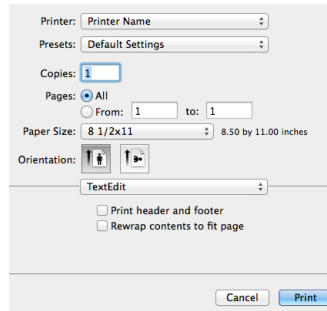 Printer: Printer Name
Presets: Default Settings
Copies: 1
Pages: All
From: 1 to: 1
Paper Size: 8 1/2x11 8.50 by 11.00 inches
Orientation:
TextEdit
Print header and footer
Rewrap contents to fit page
Cancel Print